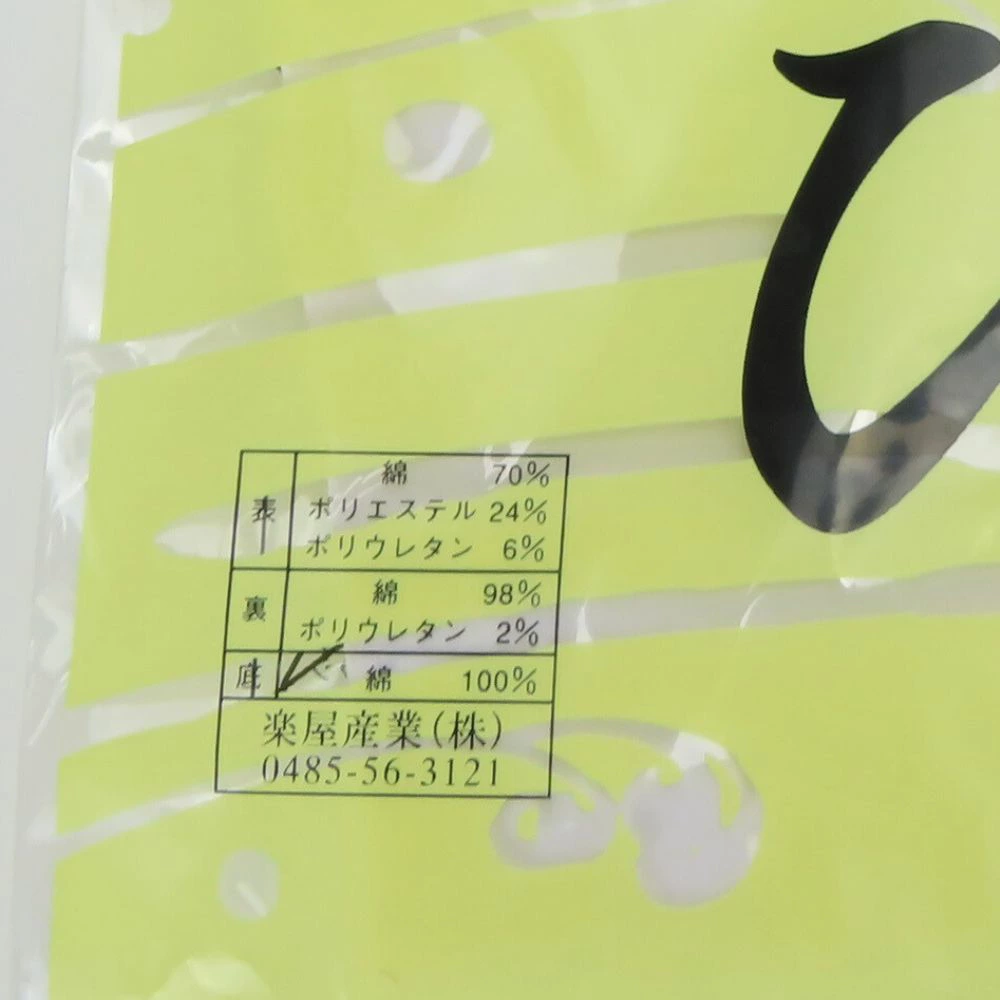 ひ
表
綿 70%
ポリエステル 24%
ポリウレタン 6%
裏
綿 98%
ポリウレタン 2%
底 綿 100%
楽屋産業(株)
0485-56-3121